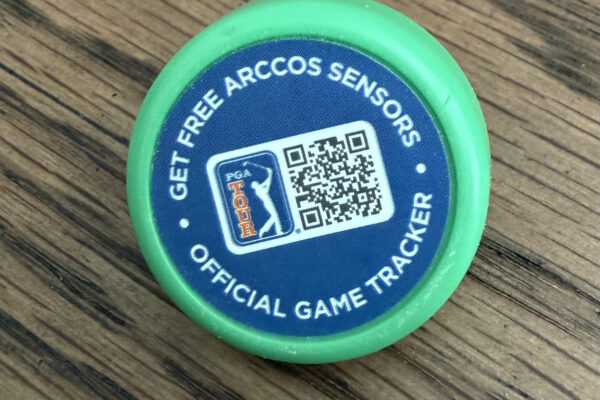 GET FREE ARCCOS SENSORS
PGA
TOUR
OFFICIAL GAME TRACKER